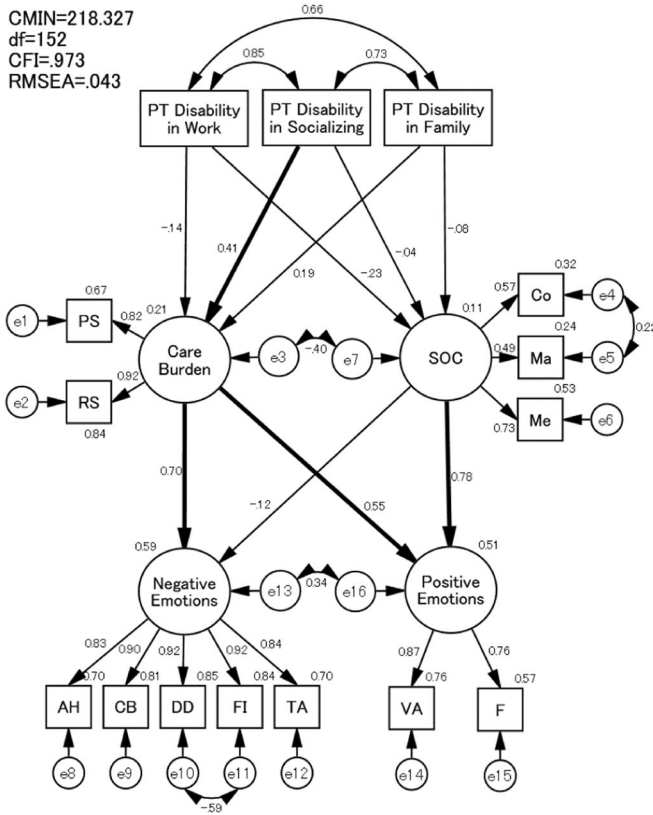 CMIN=218.327
df=152
CFI=.973
RMSEA=.043
0.66
0.85
0.73
PT Disability
in Work
PT Disability
in Socializing
PT Disability
in Family
-.14
0.41
0.19
-.23
-.04
-.08
0.67
0.82
0.21
e1
PS
Care
Burden
e2
RS
0.92
0.84
e3
-.40
e7
SOC
0.11
0.57
0.32
Co
e4
0.22
0.49
0.24
Ma
e5
0.53
0.73
Me
e6
0.70
-.12
0.55
0.78
0.59
0.51
Negative
Emotions
e13
0.34
e16
Positive
Emotions
0.83
0.90
0.92
0.92
0.84
0.87
0.76
0.70
0.81
0.85
0.84
0.70
0.76
0.57
AH
CB
DD
FI
TA
VA
F
e8
e9
e10
e11
e12
e14
e15
-.59